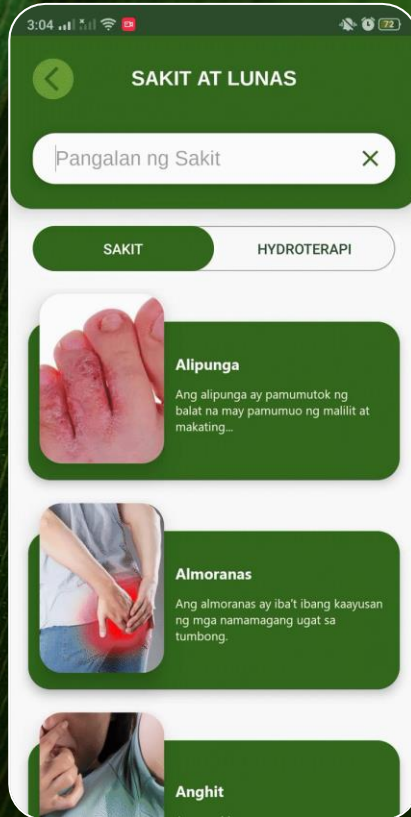 3:04
72
SAKIT AT LUNAS
Pangalan ng Sakit
SAKIT
HYDROTERAPI
Alipunga
Ang alipunga ay pamumutok ng
balat na may pamumuo ng malilit at
makating...
Almoranas
Ang almoranas ay iba't ibang kaayusan
ng mga namamagang ugat sa
tumbong.
Anghit